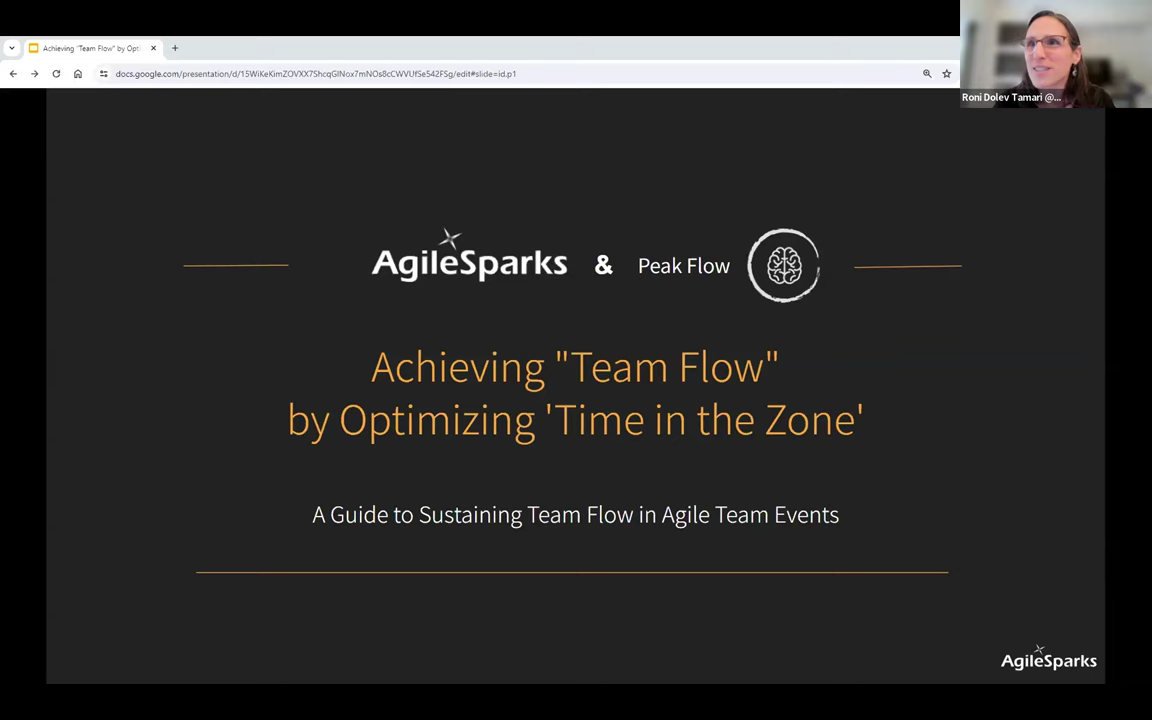 Achieving "Team Flow" by Opti
docs.google.com/presentation/d/15WiKeKimZOVXX7ShcqGlNox7mNOs8cCWVUfSe542FSg/edit#slide=id.p1
Roni Dolev Tamari @...
AgileSparks & Peak Flow
Achieving "Team Flow"
by Optimizing 'Time in the Zone'
A Guide to Sustaining Team Flow in Agile Team Events
AgileSparks